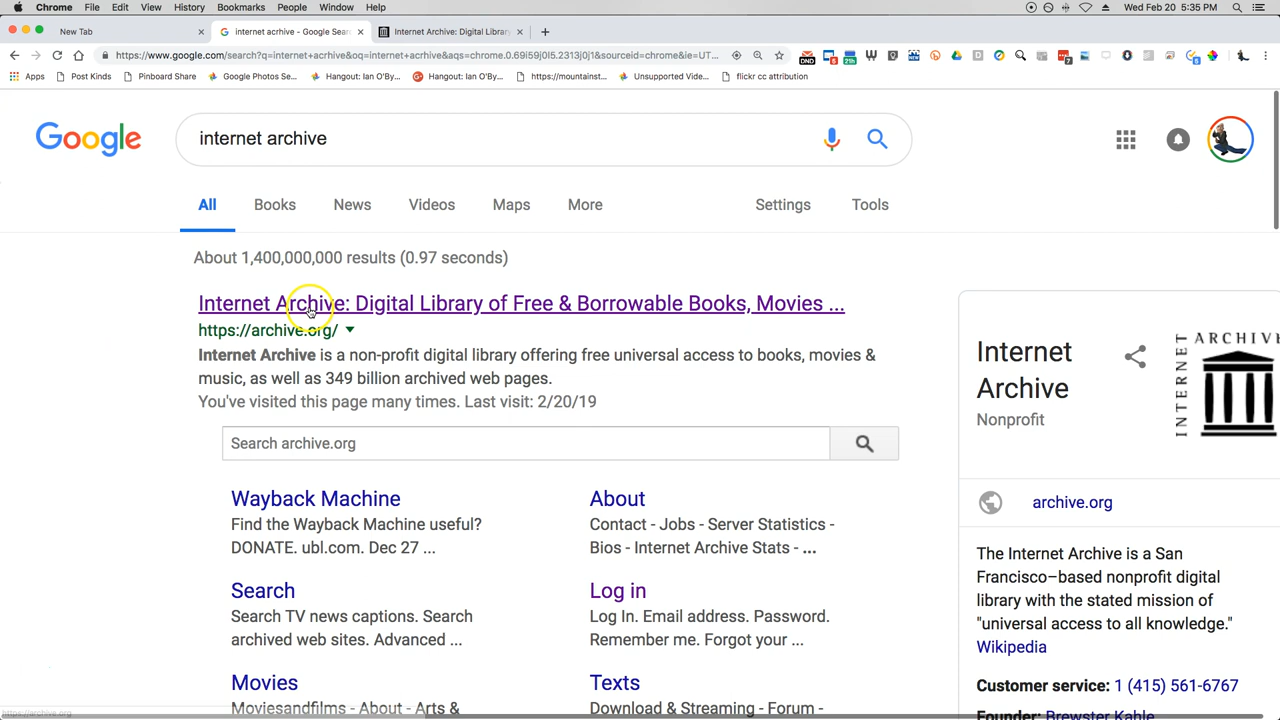 Chrome File Edit View History Bookmarks People Window Help Wed Feb 20 5:35 PM
New Tab internet acrhive - Google Sear Internet Archive: Digital Library
https://www.google.com/search?q=internet+acrhive&oq=internet+acrhive&aqs=chrome.0.69i59j0l5.2313j0j1&sourceid=chrome&ie=UT...
Apps Post Kinds Pinboard Share Google Photos Se... Hangout: Ian O'By... Hangout: Ian O'By... https://mountainst... Unsupported Vide... flickr cc attribution
Google internet archive
All Books News Videos Maps More Settings Tools
About 1,400,000,000 results (0.97 seconds)
Internet Archive: Digital Library of Free & Borrowable Books, Movies ...
https://archive.org/
Internet Archive is a non-profit digital library offering free universal access to books, movies &
music, as well as 349 billion archived web pages.
You've visited this page many times. Last visit: 2/20/19
Search archive.org
Wayback Machine
Find the Wayback Machine useful?
DONATE. ubl.com. Dec 27 ...
About
Contact - Jobs - Server Statistics -
Bios - Internet Archive Stats - ...
Search
Search TV news captions. Search
archived web sites. Advanced ...
Log in
Log In. Email address. Password.
Remember me. Forgot your ...
Movies
Moviesandfilms - About - Arts &
Texts
Download & Streaming - Forum -
Internet
Archive
Nonprofit
INTERNET ARCHIVE
archive.org
The Internet Archive is a San
Francisco–based nonprofit digital
library with the stated mission of
"universal access to all knowledge."
Wikipedia
Customer service: 1 (415) 561-6767
Founder: Brewster Kahle
https://archive.org